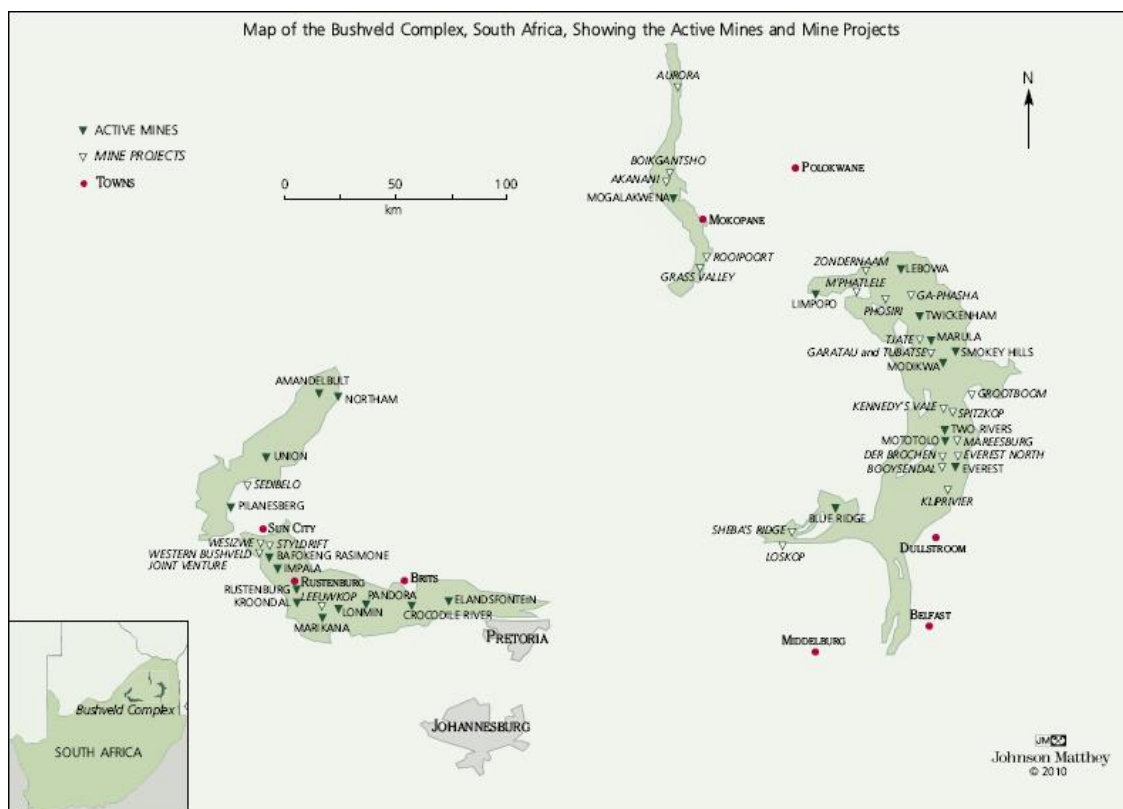 Map of the Bushveld Complex, South Africa, Showing the Active Mines and Mine Projects
ACTIVE MINES
MINE PROJECTS
TOWNS
0 50 100
km
N
AURORA
BOIKGANTSHO
AKANANI
MOGALAKWENA
POLOKWANE
MOKOPANE
ROOIPOORT
GRASS VALLEY
ZONDERNAAM
LEBOWA
M'PHATLELE
LIMPOPO
GA-PHASHA
PHOSIRI
TWICKENHAM
TJATE
MARULA
GARATAU and TUBATSE
SMOKEY HILLS
MODIKWA
GROOTBOOM
KENNEDY'S VALE
SPITZKOP
TWO RIVERS
MOTOTOLO
MAREESBURG
DER BROCHEN
EVEREST NORTH
BOOYSENDAL
EVEREST
KLIPRIVIER
BLUE RIDGE
SHEBA'S RIDGE
LOSKOP
DULLSTROOM
BELFAST
MIDDELBURG
AMANDELBULT
NORTHAM
UNION
SEDIBELO
PILANESBERG
SUN CITY
WESIZWE
STYLDRIFT
WESTERN BUSHVELD
JOINT VENTURE
BAFOKENG RASIMONE
IMPALA
RUSTENBURG
BRITS
RUSTENBURG
LEEUWKOP
PANDORA
ELANDSFONTEIN
KROONDAL
LONMIN
CROCODILE RIVER
MARIKANA
PRETORIA
JOHANNESBURG
Bushveld Complex
SOUTH AFRICA
JM
Johnson Matthey
© 2010